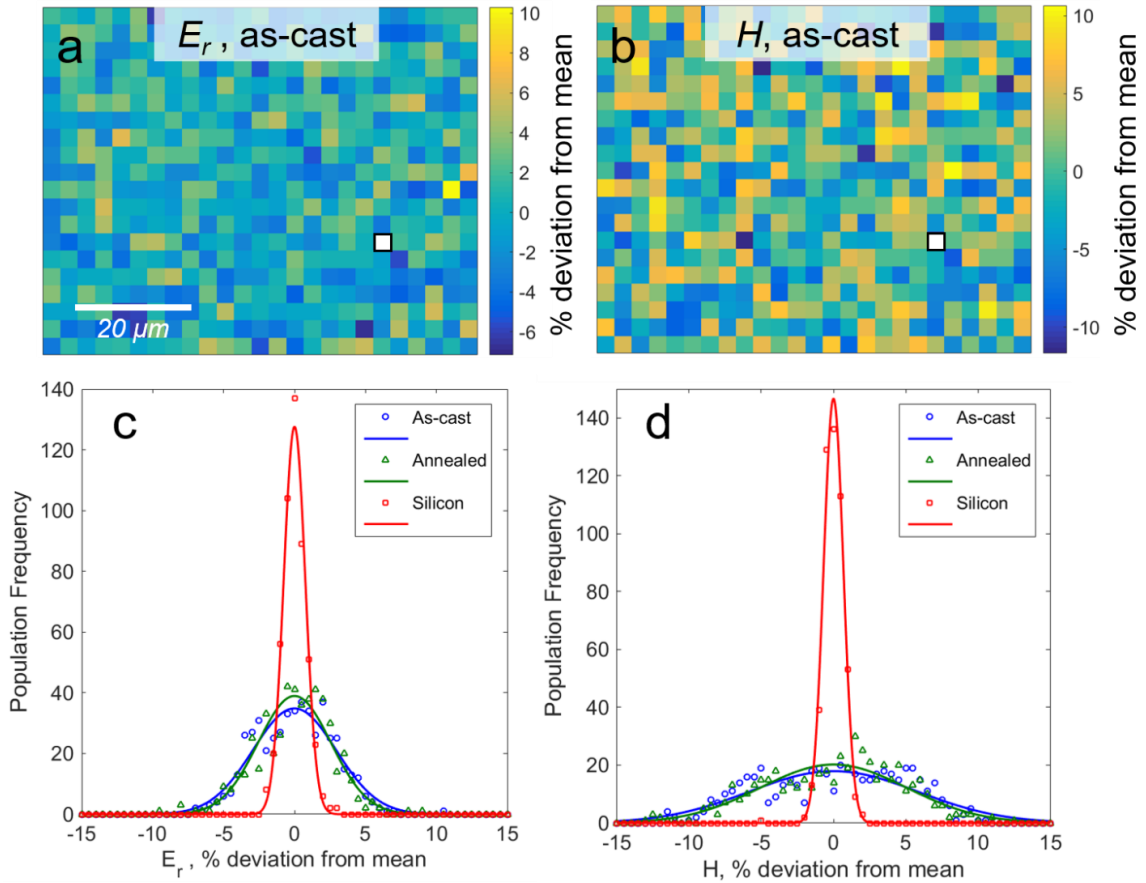 a
E_r , as-cast
20 µm
10
8
6
4
2
0
-2
-4
-6
% deviation from mean
b
H, as-cast
10
5
0
-5
-10
% deviation from mean
c
As-cast
Annealed
Silicon
140
120
100
80
60
40
20
0
Population Frequency
-15 -10 -5 0 5 10 15
E_r , % deviation from mean
d
As-cast
Annealed
Silicon
140
120
100
80
60
40
20
0
Population Frequency
-15 -10 -5 0 5 10 15
H, % deviation from mean